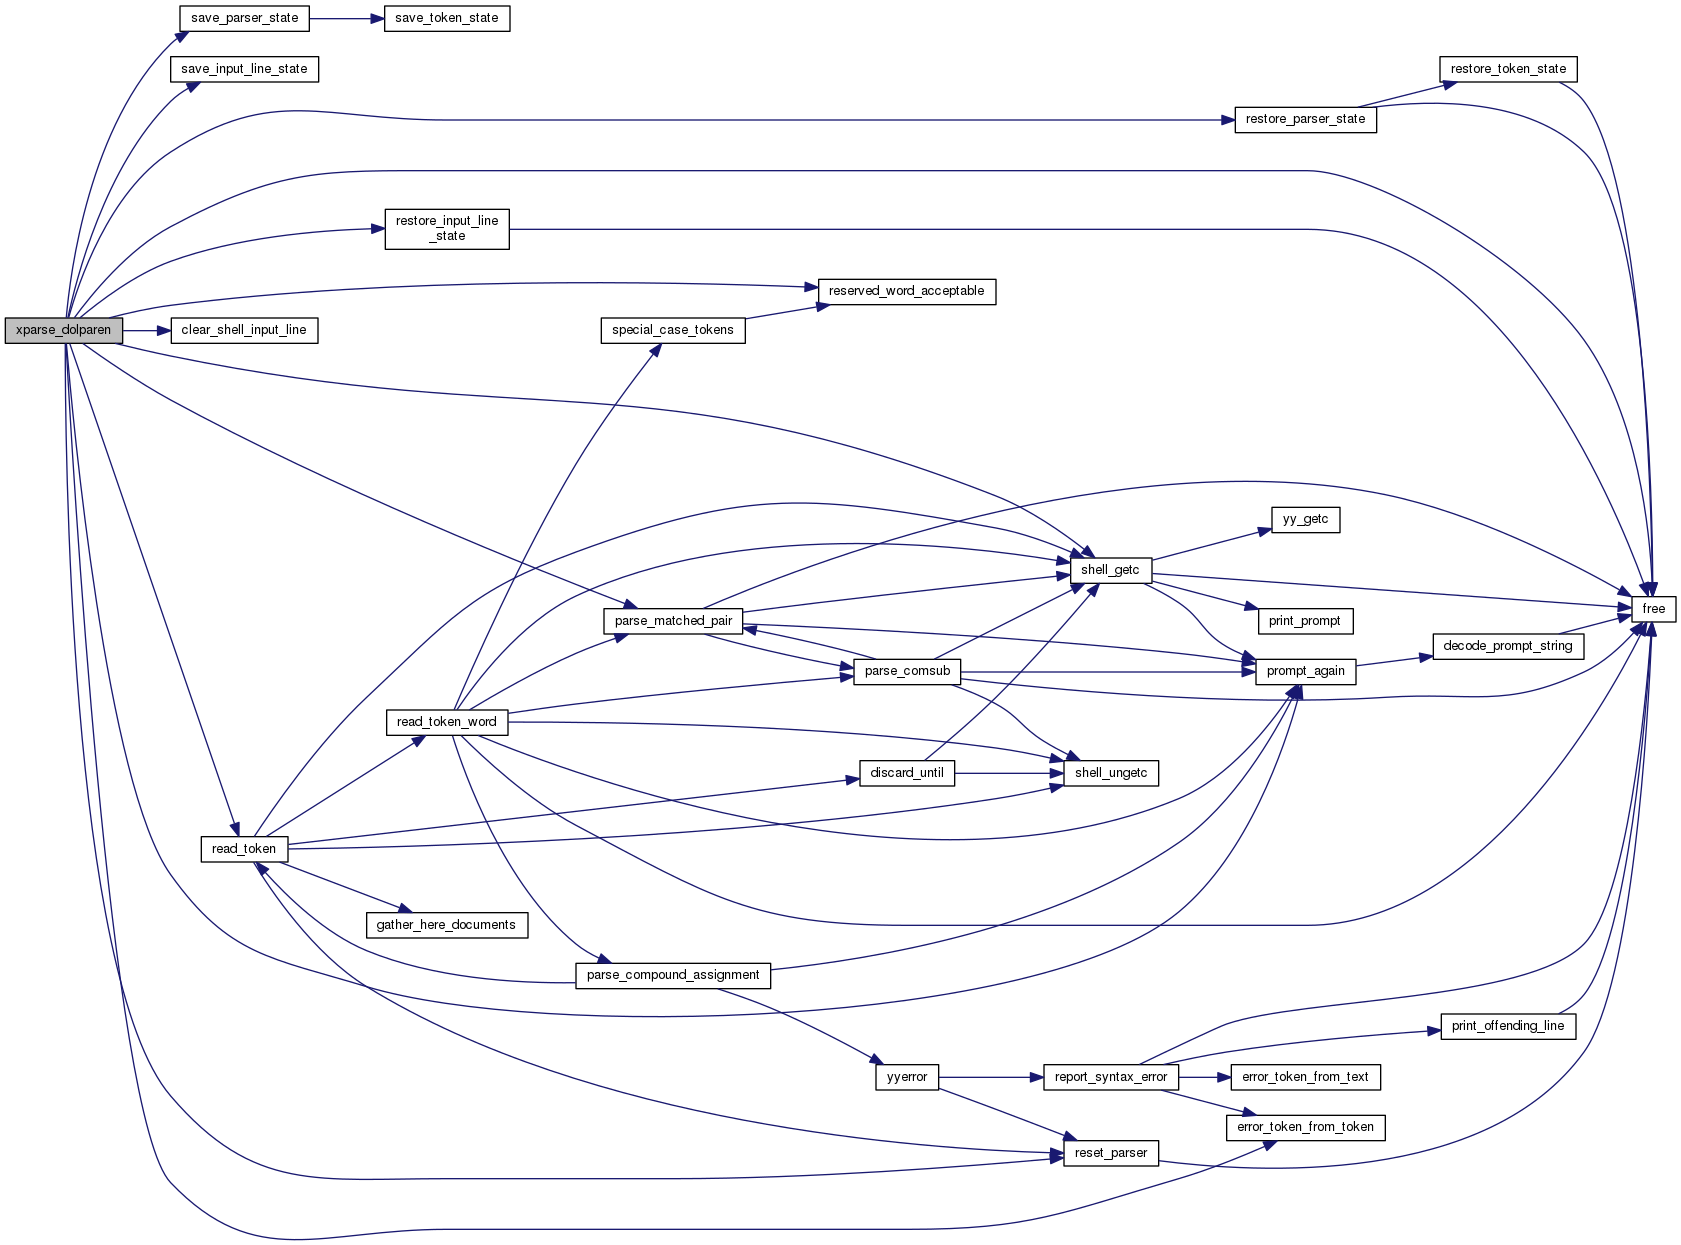 save_parser_state
save_token_state
save_input_line_state
restore_token_state
restore_parser_state
restore_input_line
_state
reserved_word_acceptable
xparse_dolparen
clear_shell_input_line
special_case_tokens
yy_getc
shell_getc
free
parse_matched_pair
print_prompt
decode_prompt_string
parse_comsub
prompt_again
read_token_word
discard_until
shell_ungetc
read_token
gather_here_documents
parse_compound_assignment
print_offending_line
yyerror
report_syntax_error
error_token_from_text
error_token_from_token
reset_parser